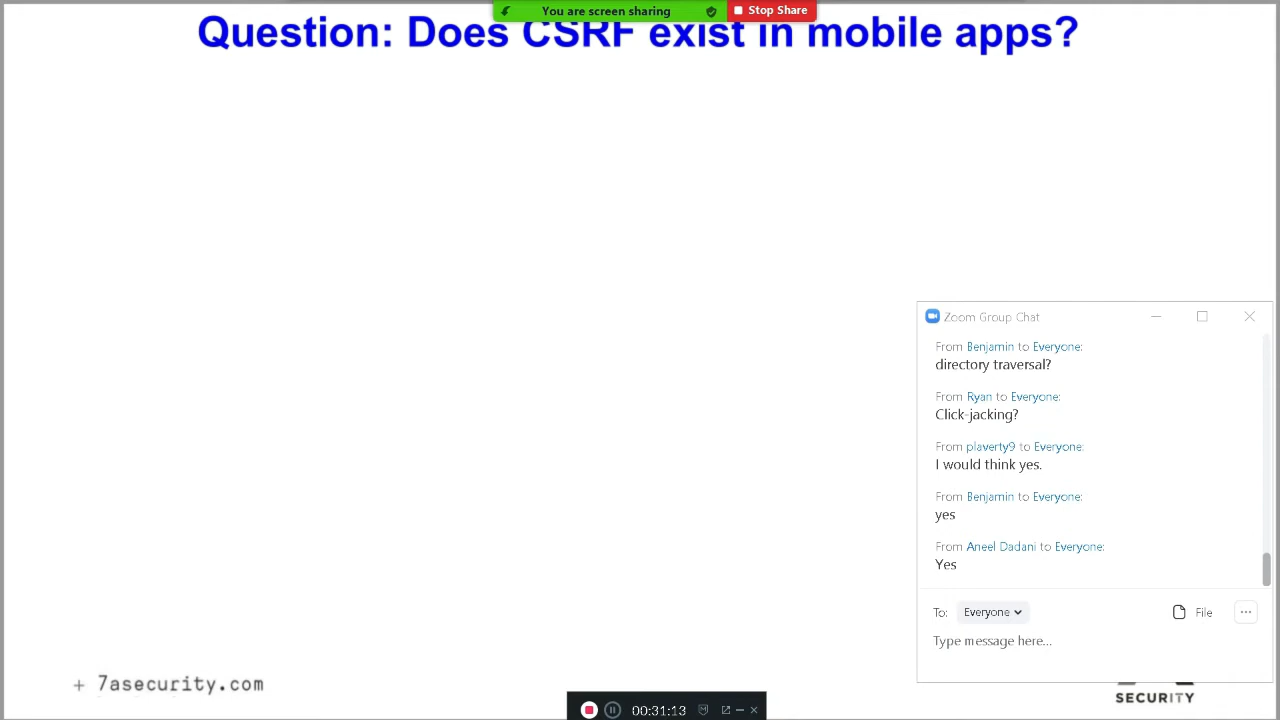 You are screen sharing
Stop Share
Question: Does CSRF exist in mobile apps?
Zoom Group Chat
From Benjamin to Everyone:
directory traversal?
From Ryan to Everyone:
Click-jacking?
From plaverty9 to Everyone:
I would think yes.
From Benjamin to Everyone:
yes
From Aneel Dadani to Everyone:
Yes
To: Everyone
File
Type message here...
+ 7asecurity.com
SECURITY
00:31:13